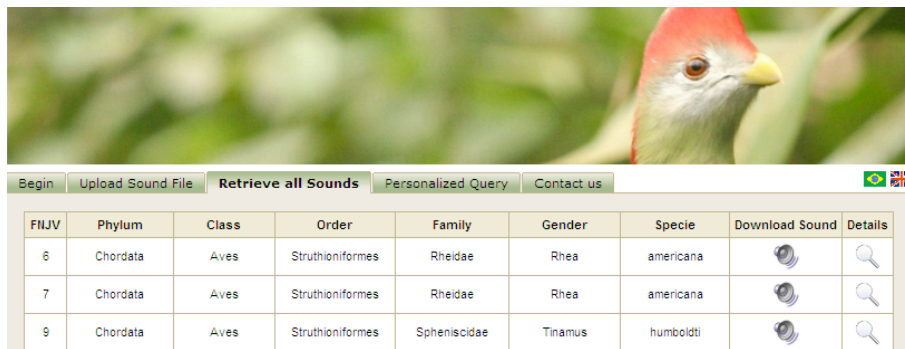 Begin Upload Sound File Retrieve all Sounds Personalized Query Contact us
FNJV Phylum Class Order Family Gender Specie Download Sound Details
6 Chordata Aves Struthioniformes Rheidae Rhea americana
7 Chordata Aves Struthioniformes Rheidae Rhea americana
9 Chordata Aves Struthioniformes Spheniscidae Tinamus humboldti